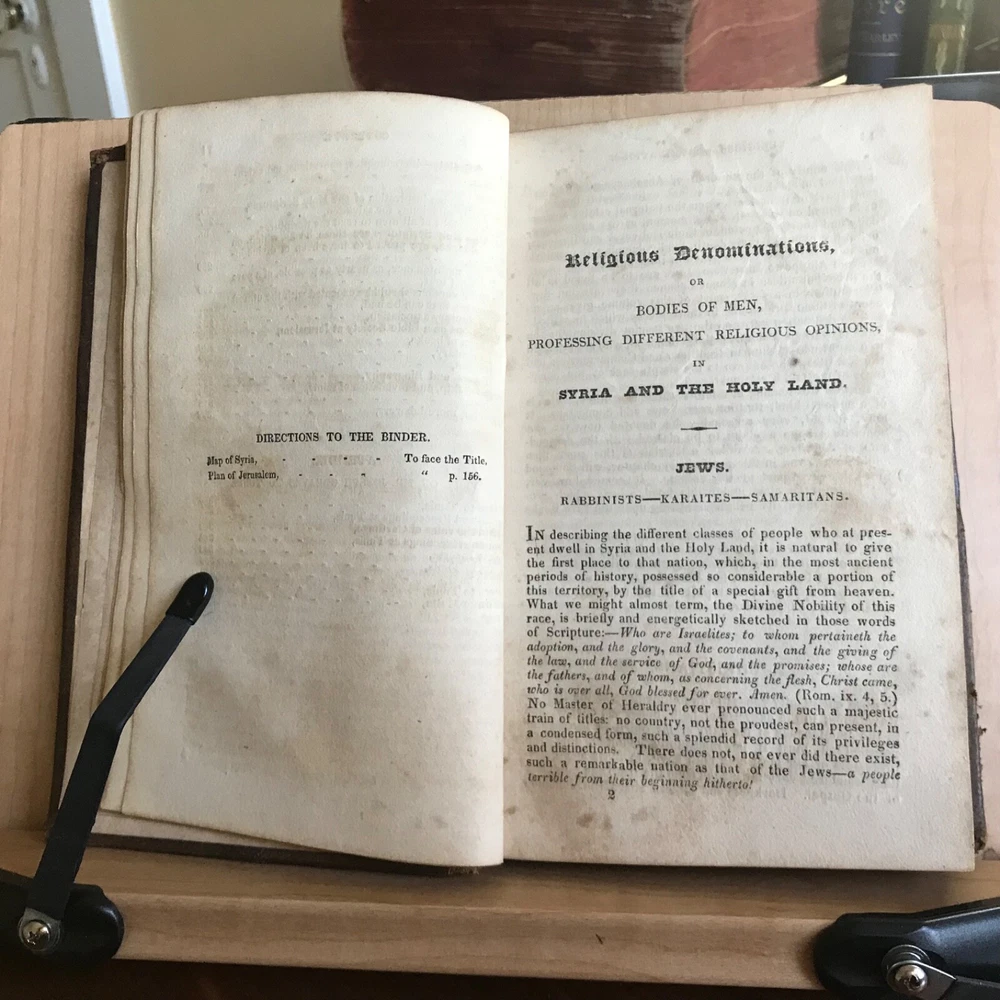 DIRECTIONS TO THE BINDER.
Map of Syria, - - - - To face the Title.
Plan of Jerusalem, - - - “ p. 156.
Religious Denominations,
OR
BODIES OF MEN,
PROFESSING DIFFERENT RELIGIOUS OPINIONS,
IN
SYRIA AND THE HOLY LAND.
JEWS.
RABBINISTS—KARAITES—SAMARITANS.
IN describing the different classes of people who at pres-
ent dwell in Syria and the Holy Land, it is natural to give
the first place to that nation, which, in the most ancient
periods of history, possessed so considerable a portion of
this territory, by the title of a special gift from heaven.
What we might almost term, the Divine Nobility of this
race, is briefly and energetically sketched in those words
of Scripture:—Who are Israelites; to whom pertaineth the
adoption, and the glory, and the covenants, and the giving of
the law, and the service of God, and the promises; whose are
the fathers, and of whom, as concerning the flesh, Christ came,
who is over all, God blessed for ever. Amen. (Rom. ix. 4, 5.)
No Master of Heraldry ever pronounced such a majestic
train of titles: no country, not the proudest, can present, in
a condensed form, such a splendid record of its privileges
and distinctions. There does not, nor ever did there exist,
such a remarkable nation as that of the Jews—a people
terrible from their beginning hitherto!
2